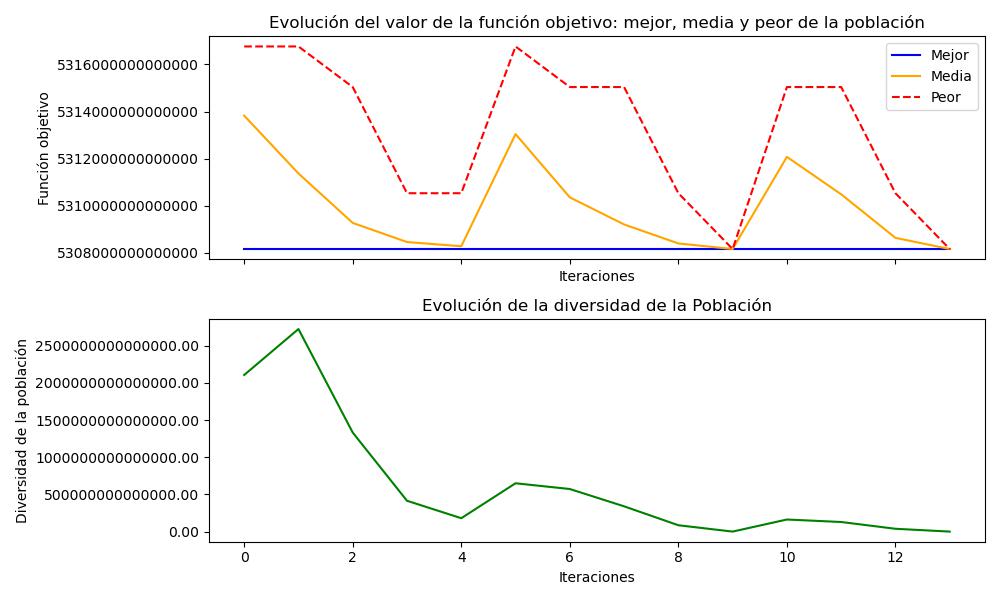 Evolución del valor de la función objetivo: mejor, media y peor de la población
5316000000000000
5314000000000000
5312000000000000
5310000000000000
5308000000000000
Función objetivo
Mejor
Media
Peor
Iteraciones
Evolución de la diversidad de la Población
2500000000000000.00
2000000000000000.00
1500000000000000.00
1000000000000000.00
500000000000000.00
0.00
Diversidad de la población
0 2 4 6 8 10 12
Iteraciones